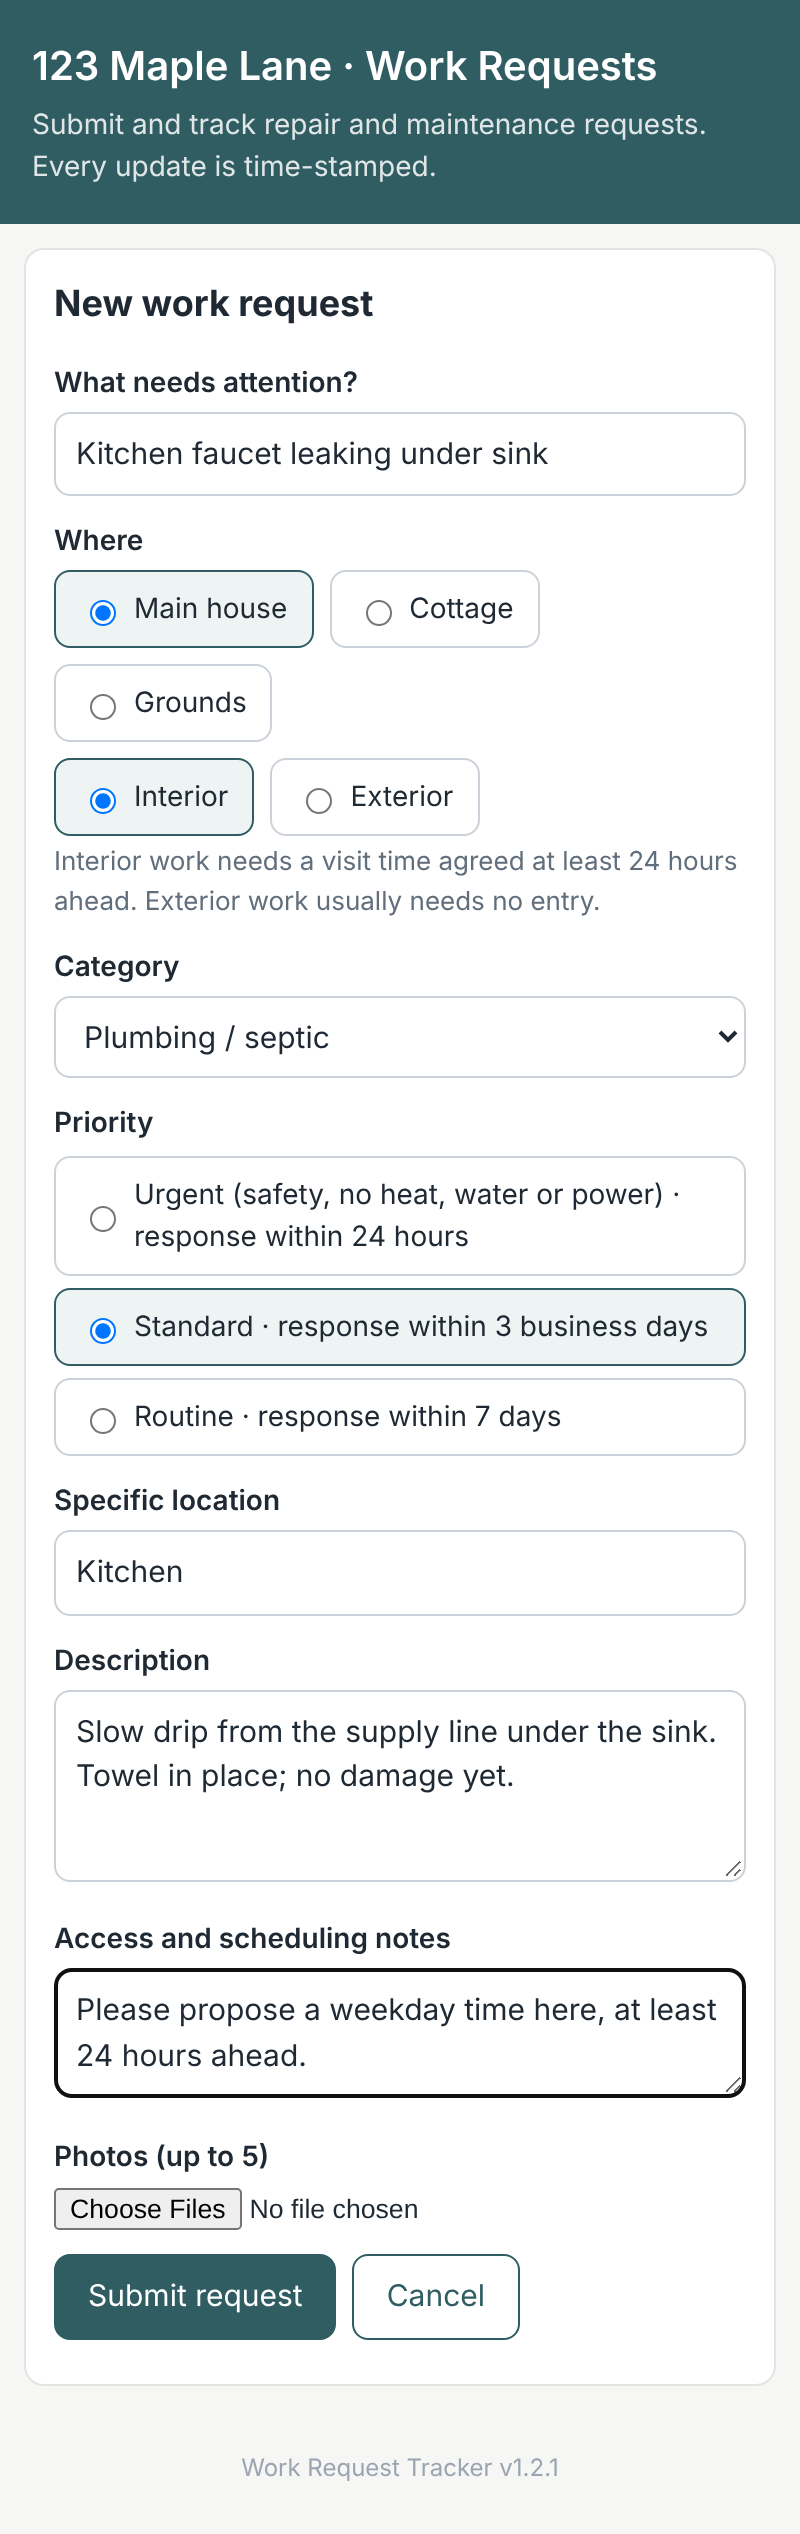 123 Maple Lane · Work Requests
Submit and track repair and maintenance requests.
Every update is time-stamped.
New work request
What needs attention?
Kitchen faucet leaking under sink
Where
Main house
Cottage
Grounds
Interior
Exterior
Interior work needs a visit time agreed at least 24 hours
ahead. Exterior work usually needs no entry.
Category
Plumbing / septic
Priority
Urgent (safety, no heat, water or power) ·
response within 24 hours
Standard · response within 3 business days
Routine · response within 7 days
Specific location
Kitchen
Description
Slow drip from the supply line under the sink.
Towel in place; no damage yet.
Access and scheduling notes
Please propose a weekday time here, at least
24 hours ahead.
Photos (up to 5)
Choose Files No file chosen
Submit request
Cancel
Work Request Tracker v1.2.1